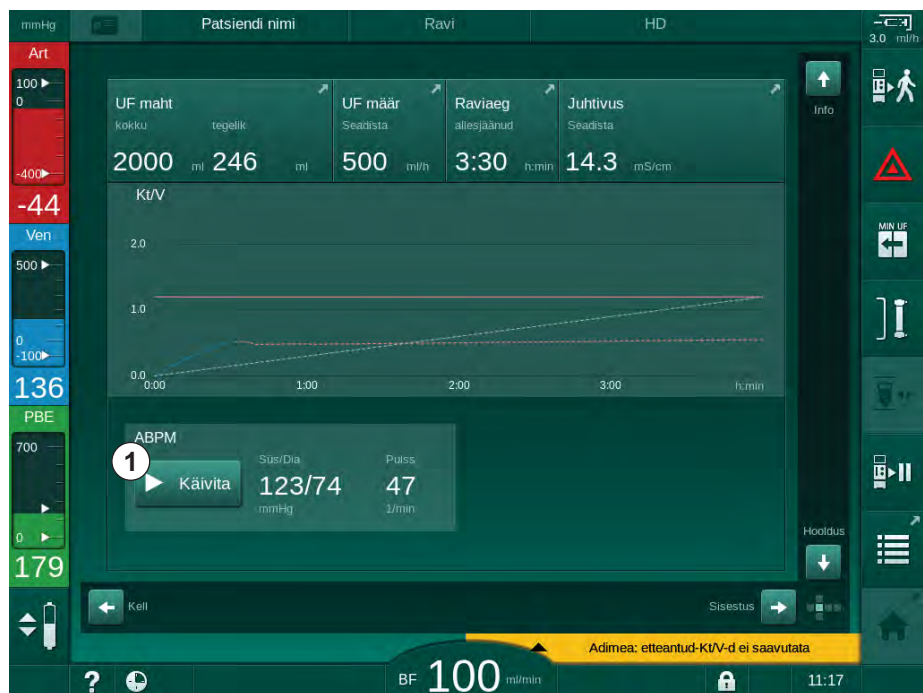 mmHg
Patsiendi nimi
Ravi
HD
3.0 ml/h
Art
100
0
-400
-44
Ven
500
0
-100
136
PBE
700
0
179
UF maht
kokku tegelik
2000 ml 246 ml
UF määr
Seadista
500 ml/h
Raviaeg
allesjäänud
3:30 h:min
Juhtivus
Seadista
14.3 mS/cm
Kt/V
2.0
1.0
0.0
0:00 1:00 2:00 3:00 h:min
ABPM
1
Käivita
Süs/Dia
123/74
mmHg
Puiss
47
1/min
Info
Hooldus
Kell
Sisestus
MIN UF
Adimea: etteantud-Kt/V-d ei saavutata
?
BF 100 ml/min
11:17